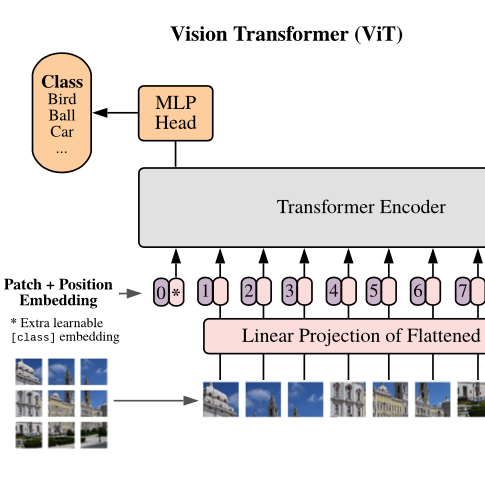 Vision Transformer (ViT)
Class
Bird
Ball
Car
...
MLP
Head
Transformer Encoder
Patch + Position
Embedding
0 * 1 2 3 4 5 6 7
* Extra learnable
[class] embedding
Linear Projection of Flattened